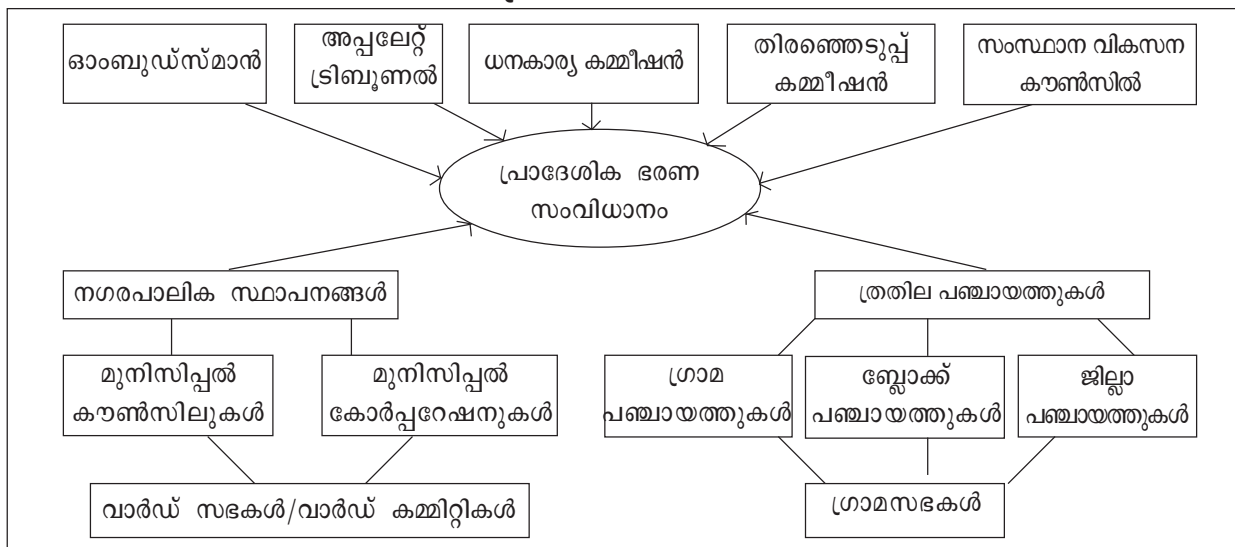 ഓംബുഡ്സ്മാൻ
അപ്പലേറ്റ്
ട്രിബൂണൽ
ധനകാര്യ കമ്മീഷൻ
തിരഞ്ഞെടുപ്പ്
കമ്മീഷൻ
സംസ്ഥാന വികസന
കൗൺസിൽ
പ്രാദേശിക ഭരണ
സംവിധാനം
നഗരപാലിക സ്ഥാപനങ്ങൾ
ത്രതില പഞ്ചായത്തുകൾ
മുനിസിപ്പൽ
കൗൺസിലുകൾ
മുനിസിപ്പൽ
കോർപ്പറേഷനുകൾ
ഗ്രാമ
പഞ്ചായത്തുകൾ
ബ്ലോക്ക്
പഞ്ചായത്തുകൾ
ജില്ലാ
പഞ്ചായത്തുകൾ
വാർഡ് സഭകൾ/വാർഡ് കമ്മിറ്റികൾ
ഗ്രാമസഭകൾ